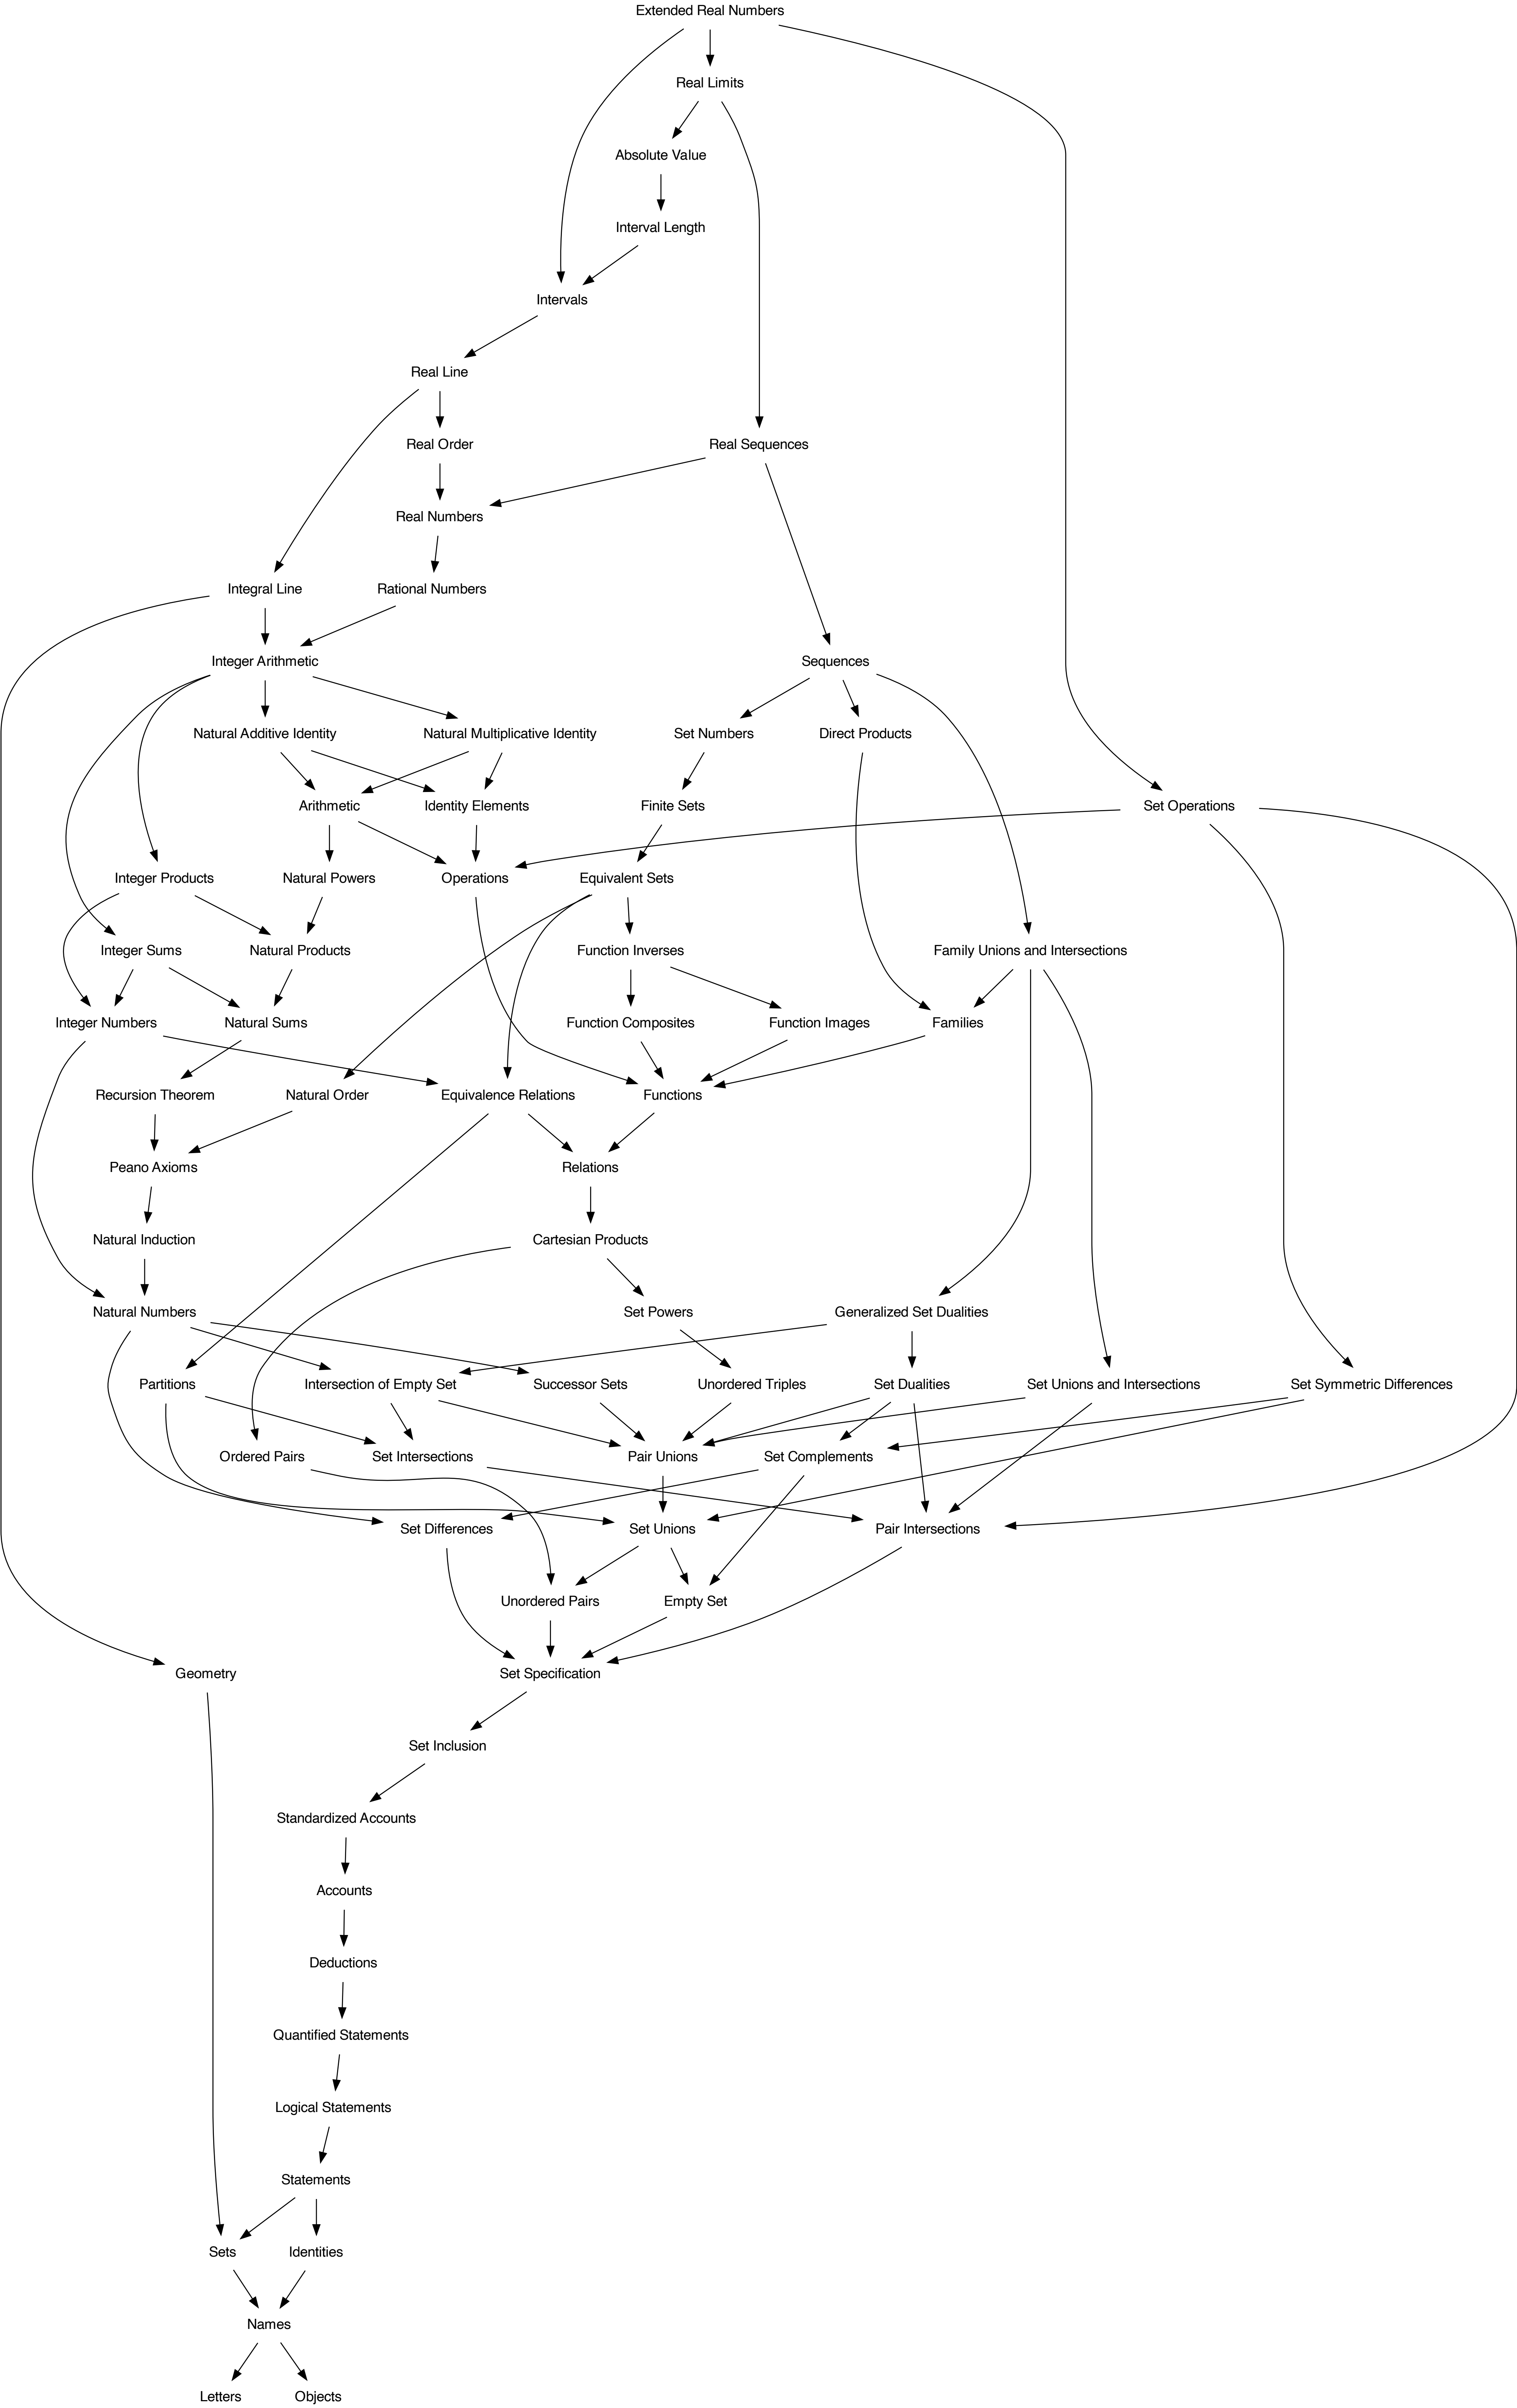 Extended Real Numbers
Real Limits
Absolute Value
Interval Length
Intervals
Real Line
Real Order
Real Sequences
Real Numbers
Integral Line
Rational Numbers
Integer Arithmetic
Sequences
Natural Additive Identity
Natural Multiplicative Identity
Set Numbers
Direct Products
Arithmetic
Identity Elements
Finite Sets
Set Operations
Integer Products
Natural Powers
Operations
Equivalent Sets
Integer Sums
Natural Products
Function Inverses
Family Unions and Intersections
Integer Numbers
Natural Sums
Function Composites
Function Images
Families
Recursion Theorem
Natural Order
Equivalence Relations
Functions
Peano Axioms
Relations
Natural Induction
Cartesian Products
Natural Numbers
Set Powers
Generalized Set Dualities
Partitions
Intersection of Empty Set
Successor Sets
Unordered Triples
Set Dualities
Set Unions and Intersections
Set Symmetric Differences
Ordered Pairs
Set Intersections
Pair Unions
Set Complements
Set Differences
Set Unions
Pair Intersections
Unordered Pairs
Empty Set
Geometry
Set Specification
Set Inclusion
Standardized Accounts
Accounts
Deductions
Quantified Statements
Logical Statements
Statements
Sets
Identities
Names
Letters
Objects